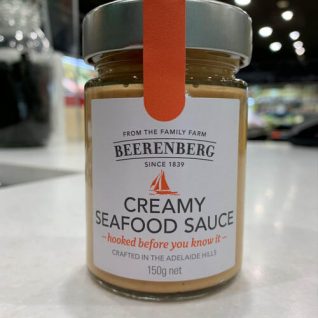 FROM THE FAMILY FARM
BEERENBERG
SINCE 1839
CREAMY
SEAFOOD SAUCE
- hooked before you know it -
CRAFTED IN THE ADELAIDE HILLS
150g net